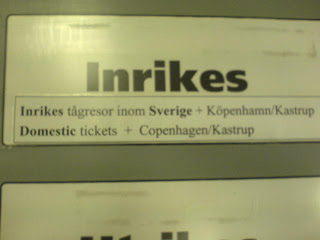 Inrikes
Inrikes tågresor inom Sverige + Köpenhamn/Kastrup
Domestic tickets + Copenhagen/Kastrup